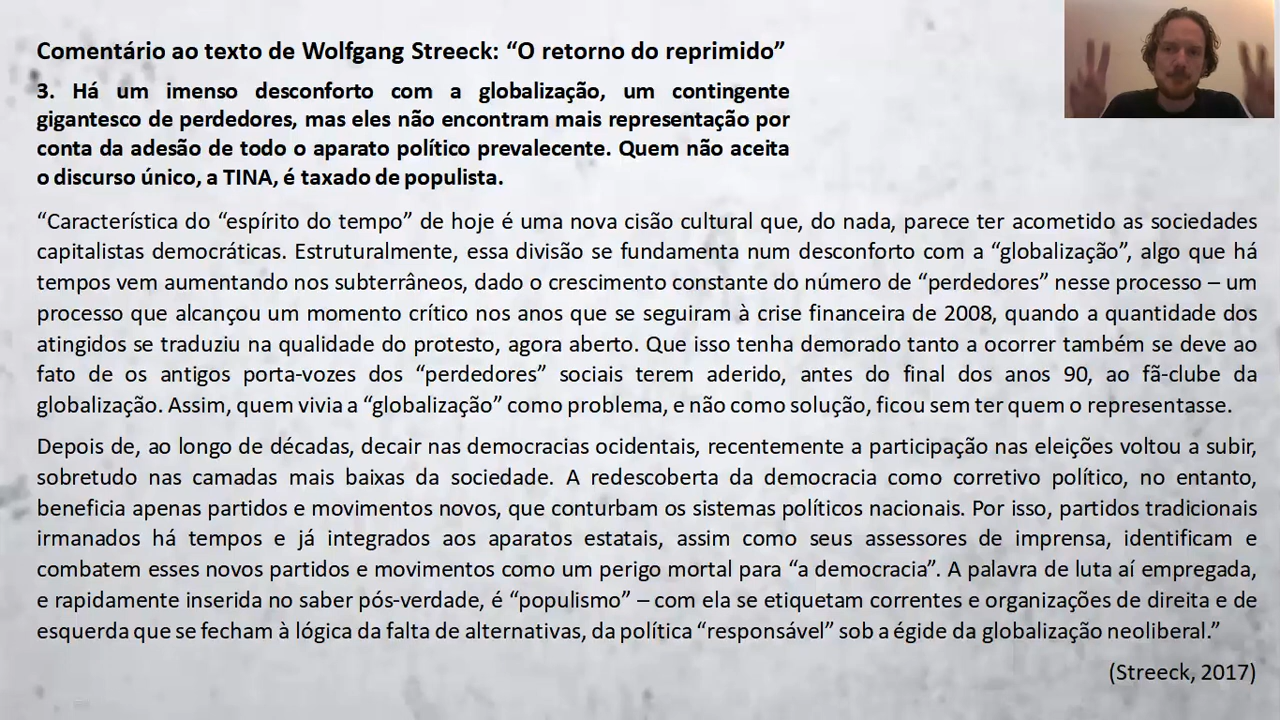 Comentário ao texto de Wolfgang Streeck: “O retorno do reprimido”
3. Há um imenso desconforto com a globalização, um contingente
gigantesco de perdedores, mas eles não encontram mais representação por
conta da adesão de todo o aparato político prevalecente. Quem não aceita
o discurso único, a TINA, é taxado de populista.
“Característica do “espírito do tempo” de hoje é uma nova cisão cultural que, do nada, parece ter acometido as sociedades
capitalistas democráticas. Estruturalmente, essa divisão se fundamenta num desconforto com a “globalização”, algo que há
tempos vem aumentando nos subterrâneos, dado o crescimento constante do número de “perdedores” nesse processo – um
processo que alcançou um momento crítico nos anos que se seguiram à crise financeira de 2008, quando a quantidade dos
atingidos se traduziu na qualidade do protesto, agora aberto. Que isso tenha demorado tanto a ocorrer também se deve ao
fato de os antigos porta-vozes dos “perdedores” sociais terem aderido, antes do final dos anos 90, ao fã-clube da
globalização. Assim, quem vivia a “globalização” como problema, e não como solução, ficou sem ter quem o representasse.
Depois de, ao longo de décadas, decair nas democracias ocidentais, recentemente a participação nas eleições voltou a subir,
sobretudo nas camadas mais baixas da sociedade. A redescoberta da democracia como corretivo político, no entanto,
beneficia apenas partidos e movimentos novos, que conturbam os sistemas políticos nacionais. Por isso, partidos tradicionais
irmanados há tempos e já integrados aos aparatos estatais, assim como seus assessores de imprensa, identificam e
combatem esses novos partidos e movimentos como um perigo mortal para “a democracia”. A palavra de luta aí empregada,
e rapidamente inserida no saber pós-verdade, é “populismo” – com ela se etiquetam correntes e organizações de direita e de
esquerda que se fecham à lógica da falta de alternativas, da política “responsável” sob a égide da globalização neoliberal.”
(Streeck, 2017)